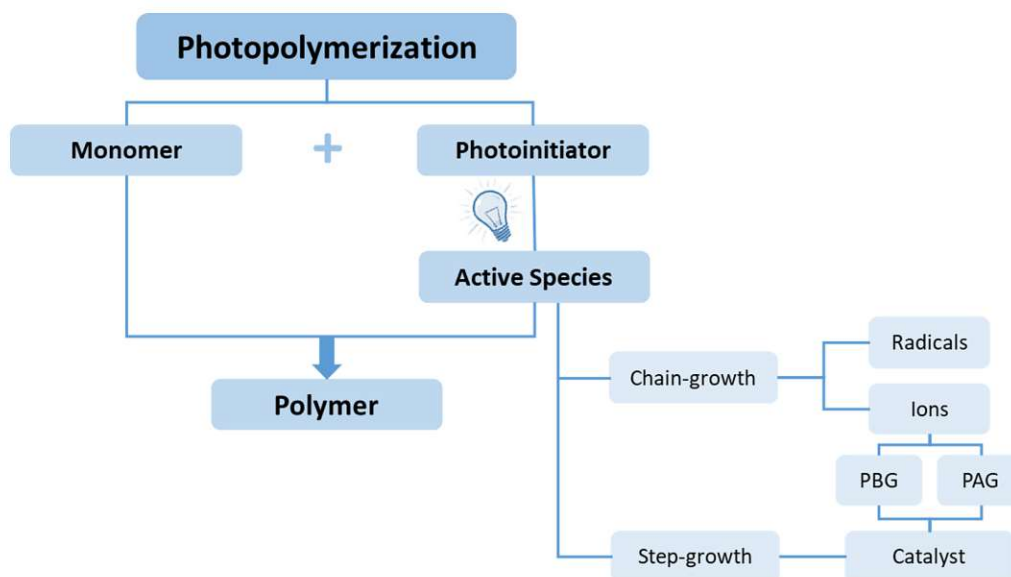 Photopolymerization
Monomer
+
Photoinitiator
Active Species
Polymer
Chain-growth
Radicals
Ions
PBG
PAG
Step-growth
Catalyst